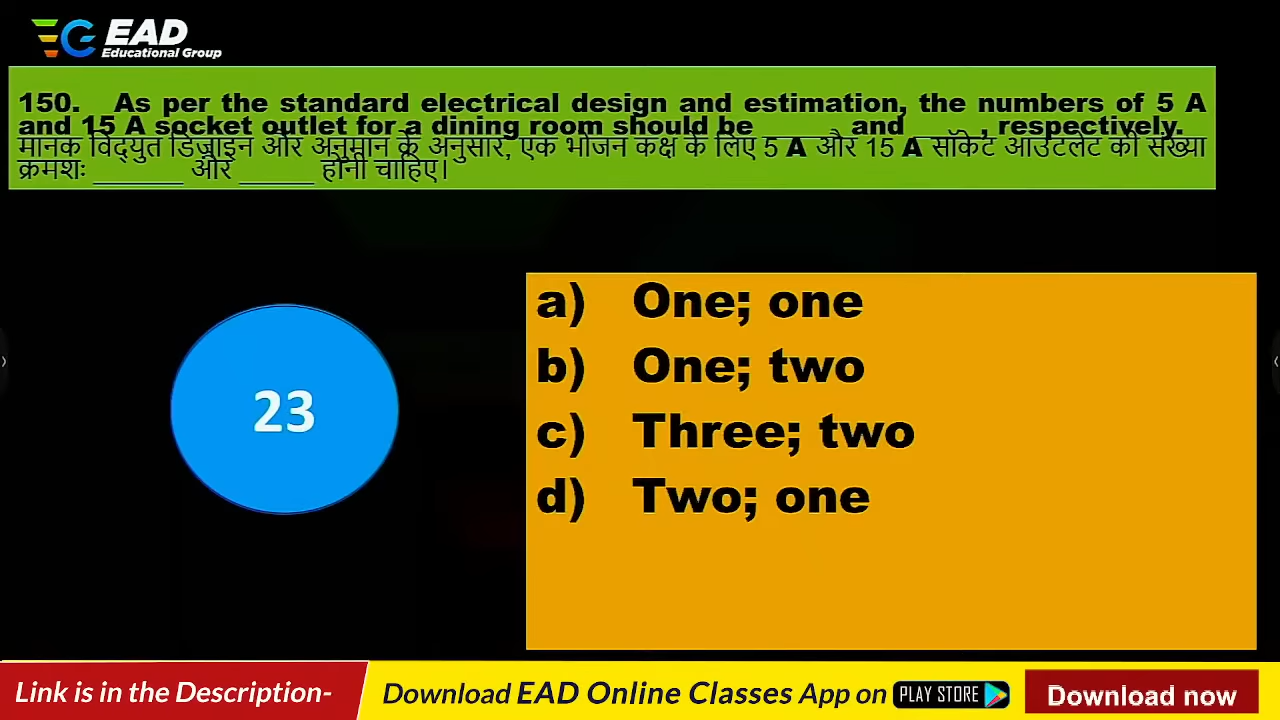 EAD
Educational Group
150. As per the standard electrical design and estimation, the numbers of 5 A
and 15 A socket outlet for a dining room should be ______ and _____, respectively.
मानक विद्युत डिज़ाइन और अनुमान के अनुसार, एक भोजन कक्ष के लिए 5 A और 15 A सॉकेट आउटलेट की संख्या
क्रमशः _______ और ______ होनी चाहिए।
23
a) One; one
b) One; two
c) Three; two
d) Two; one
Link is in the Description-
Download EAD Online Classes App on PLAY STORE
Download now